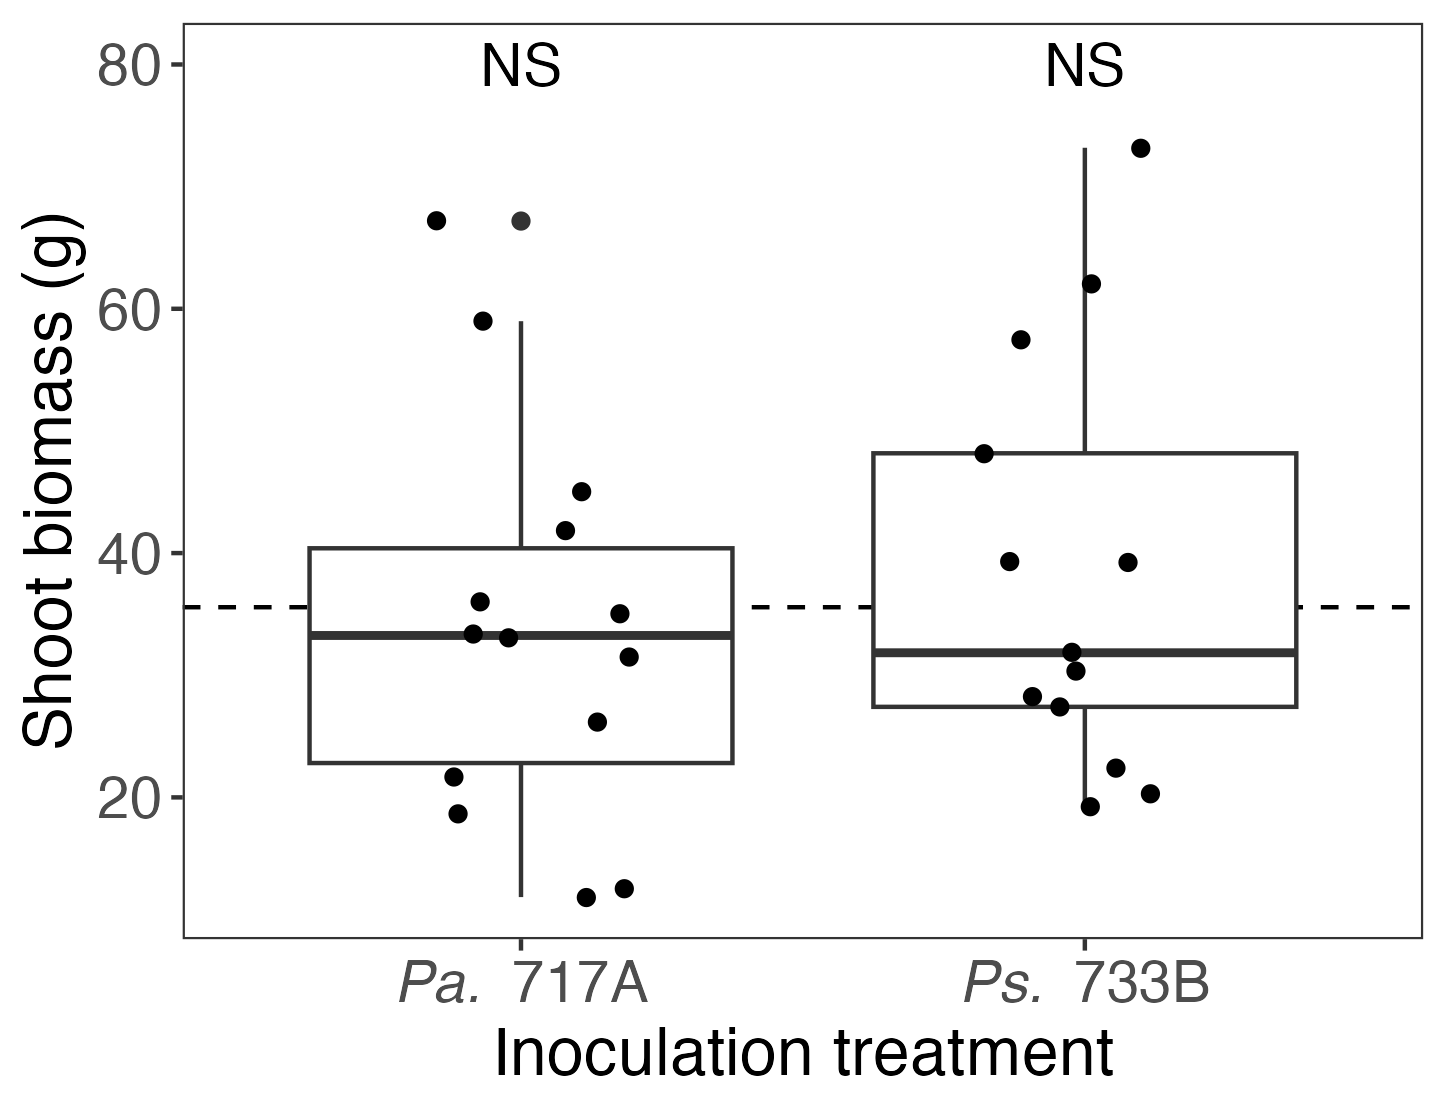 NS NS
80
60
40
20
Shoot biomass (g)
Pa. 717A Ps. 733B
Inoculation treatment